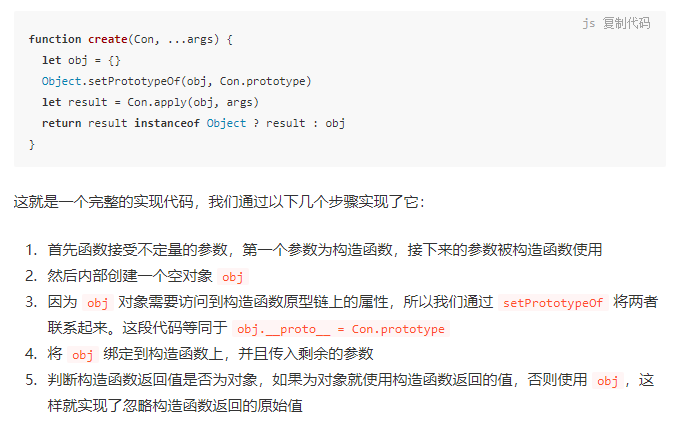 js 复制代码
function create(Con, ...args) {
  let obj = {}
  Object.setPrototypeOf(obj, Con.prototype)
  let result = Con.apply(obj, args)
  return result instanceof Object ? result : obj
}
这就是一个完整的实现代码，我们通过以下几个步骤实现了它：
1. 首先函数接受不定量的参数，第一个参数为构造函数，接下来的参数被构造函数使用
2. 然后内部创建一个空对象 obj
3. 因为 obj 对象需要访问到构造函数原型链上的属性，所以我们通过 setPrototypeOf 将两者
联系起来。这段代码等同于 obj.__proto__ = Con.prototype
4. 将 obj 绑定到构造函数上，并且传入剩余的参数
5. 判断构造函数返回值是否为对象，如果为对象就使用构造函数返回的值，否则使用 obj，这
样就实现了忽略构造函数返回的原始值